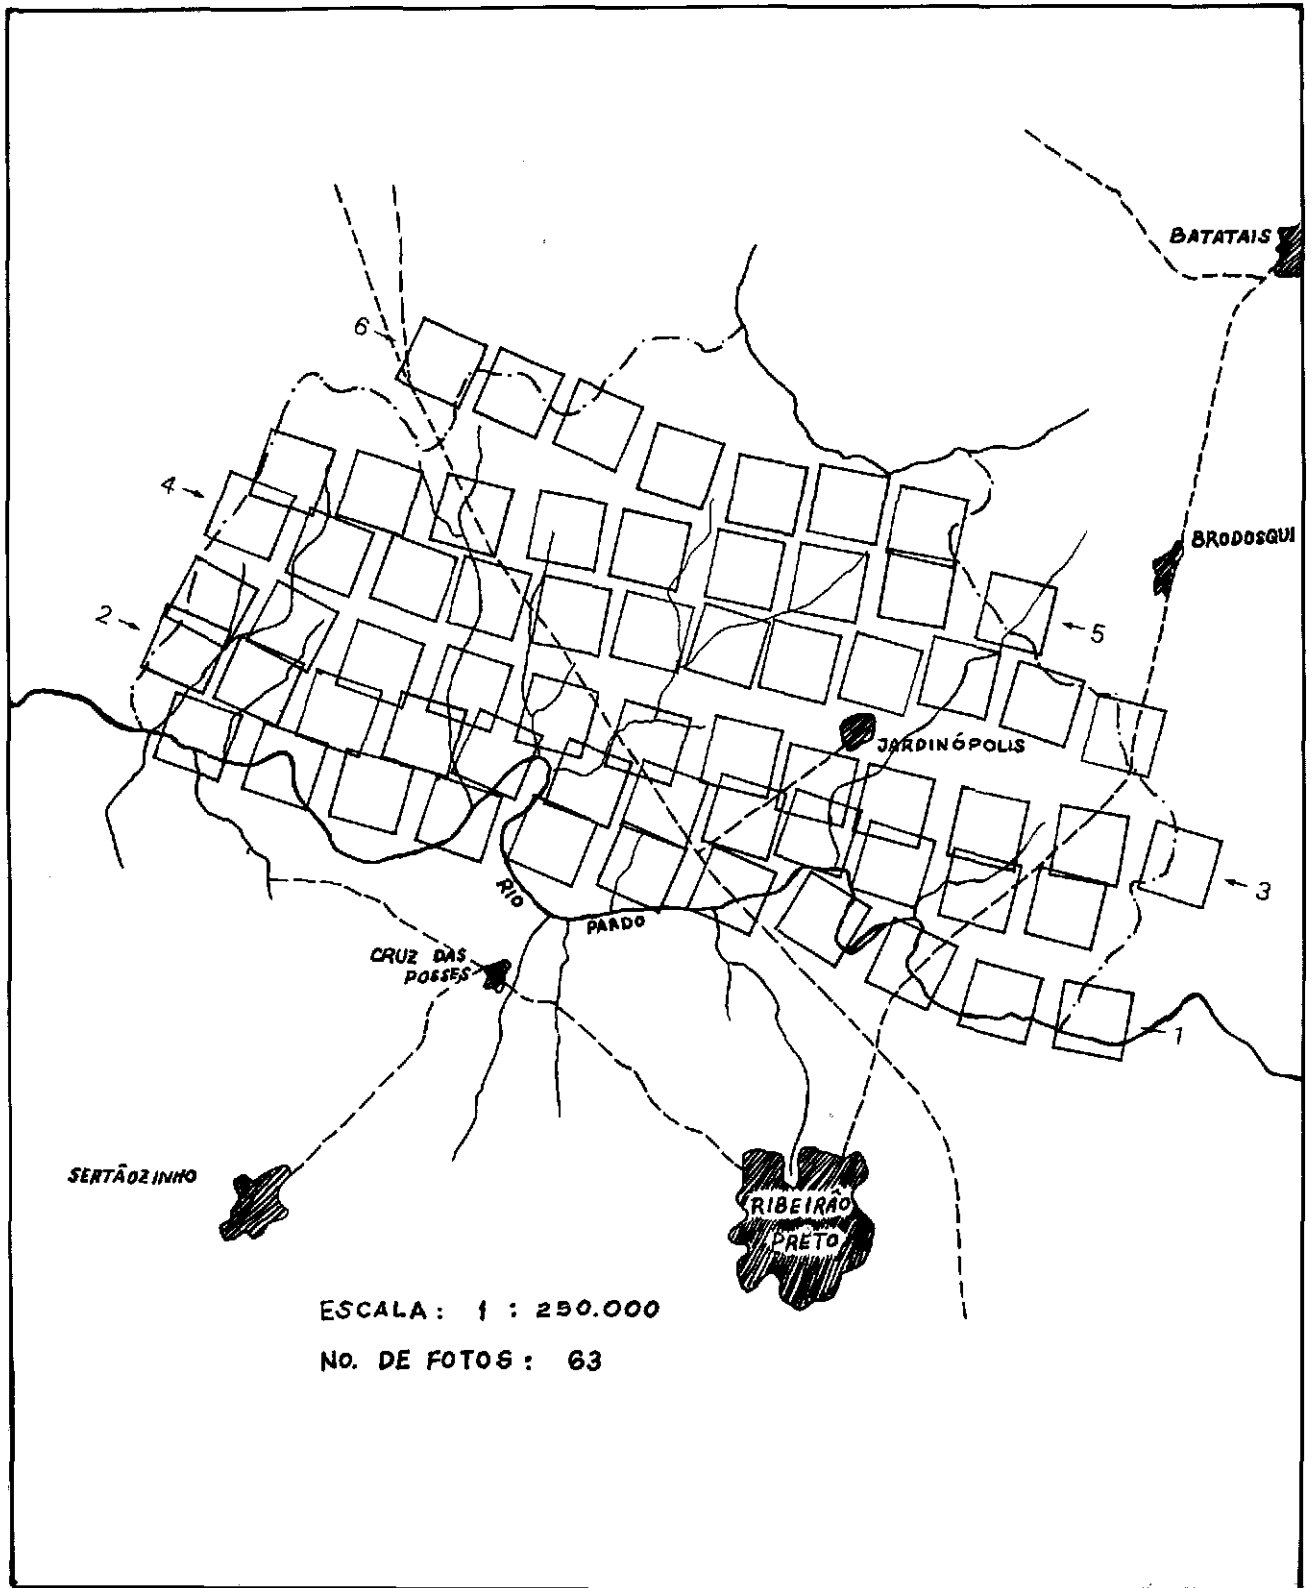 BATATAIS
6
4
BRODOSQUI
2
5
JARDINÓPOLIS
3
RIO
PARDO
CRUZ DAS
POSSES
1
SERTÃOZINHO
RIBEIRÃO
PRÊTO
ESCALA: 1 : 250.000
NO. DE FOTOS: 63